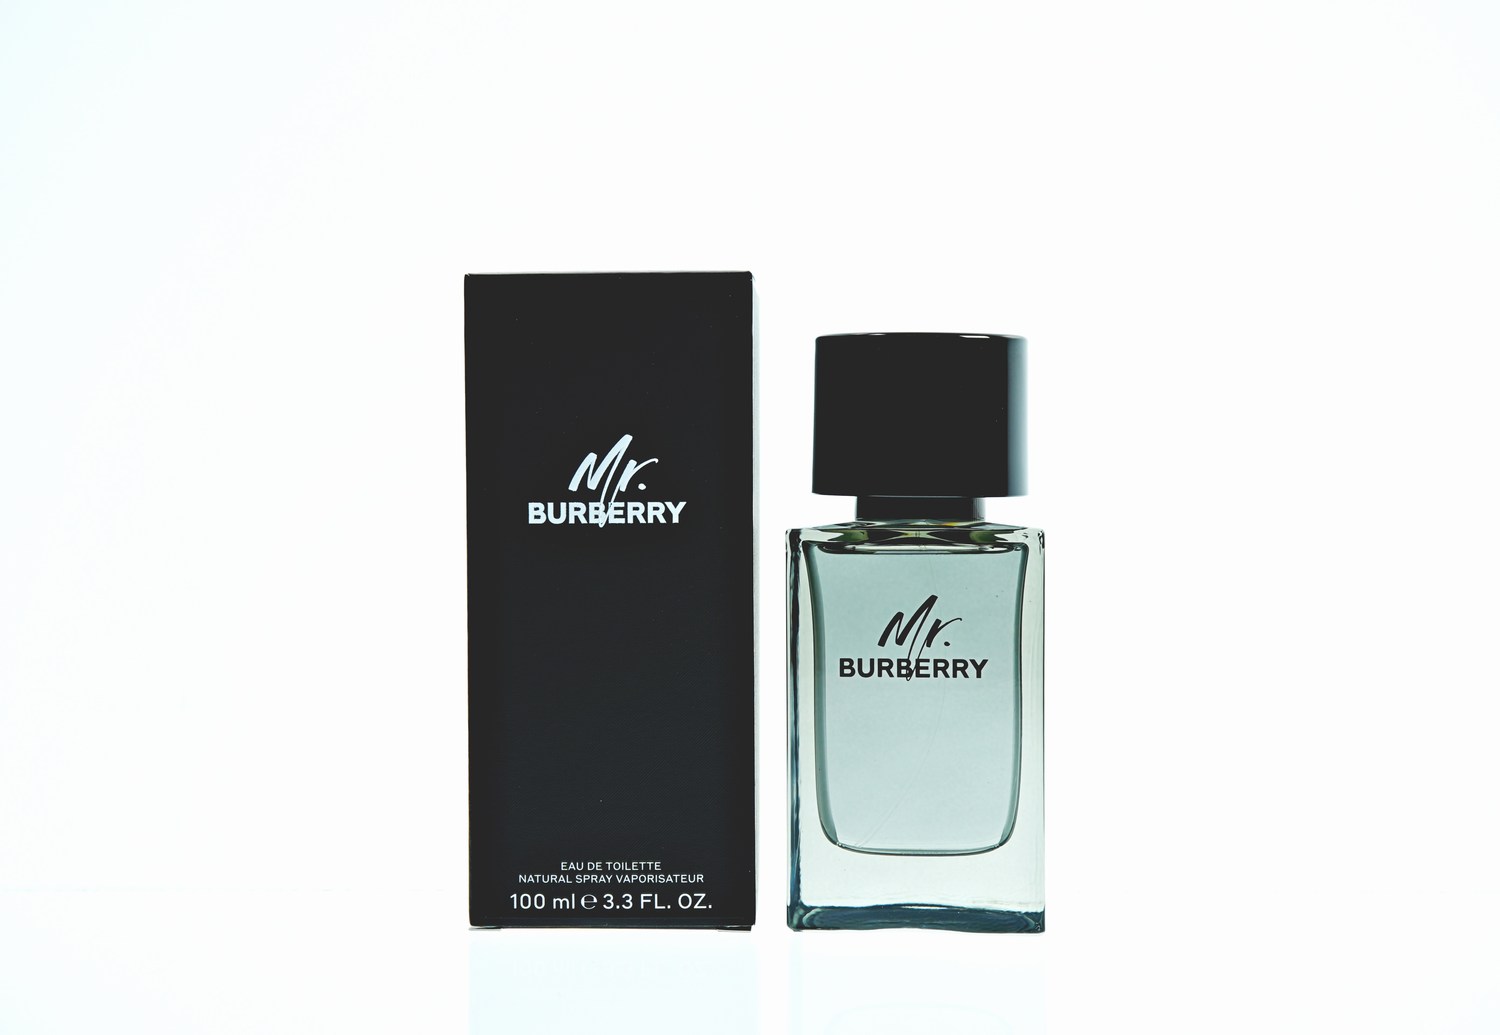 Mr.
BURBERRY
EAU DE TOILETTE
NATURAL SPRAY VAPORISATEUR
100 ml ℮ 3.3 FL. OZ.
Mr.
BURBERRY